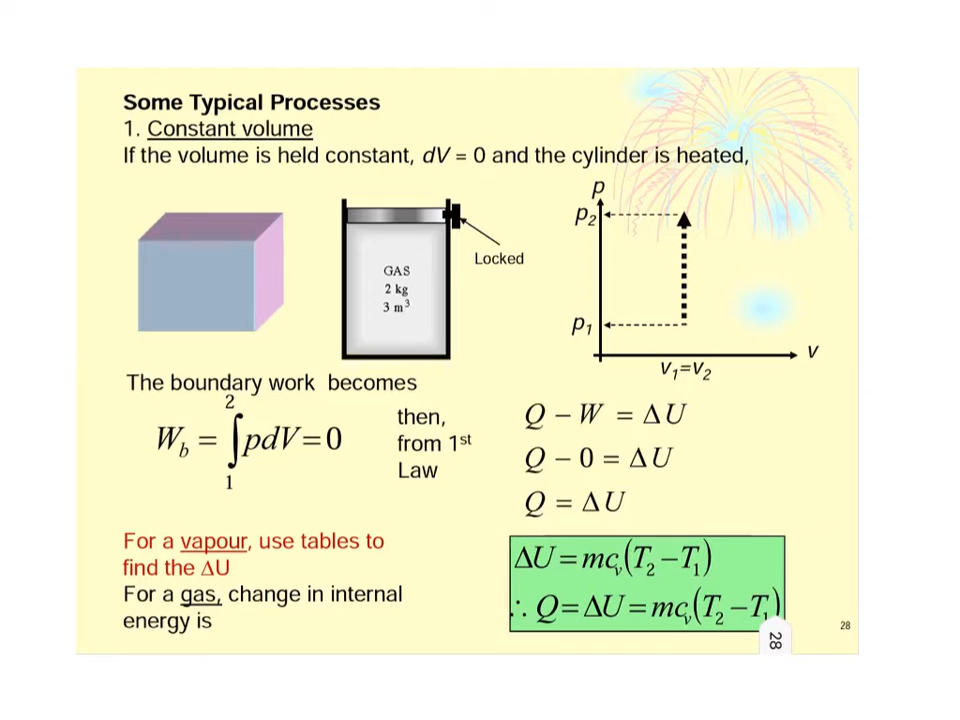 Some Typical Processes
1. Constant volume
If the volume is held constant, dV = 0 and the cylinder is heated,
p
p₂
Locked
GAS
2 kg
3 m³
p₁
v
v₁=v₂
The boundary work becomes
W_b = ∫₁² pdV = 0
then,
from 1st
Law
Q − W = ΔU
Q − 0 = ΔU
Q = ΔU
For a vapour, use tables to
find the ΔU
For a gas, change in internal
energy is
ΔU = mcᵥ(T₂ − T₁)
∴ Q = ΔU = mcᵥ(T₂ − T₁)
28
28